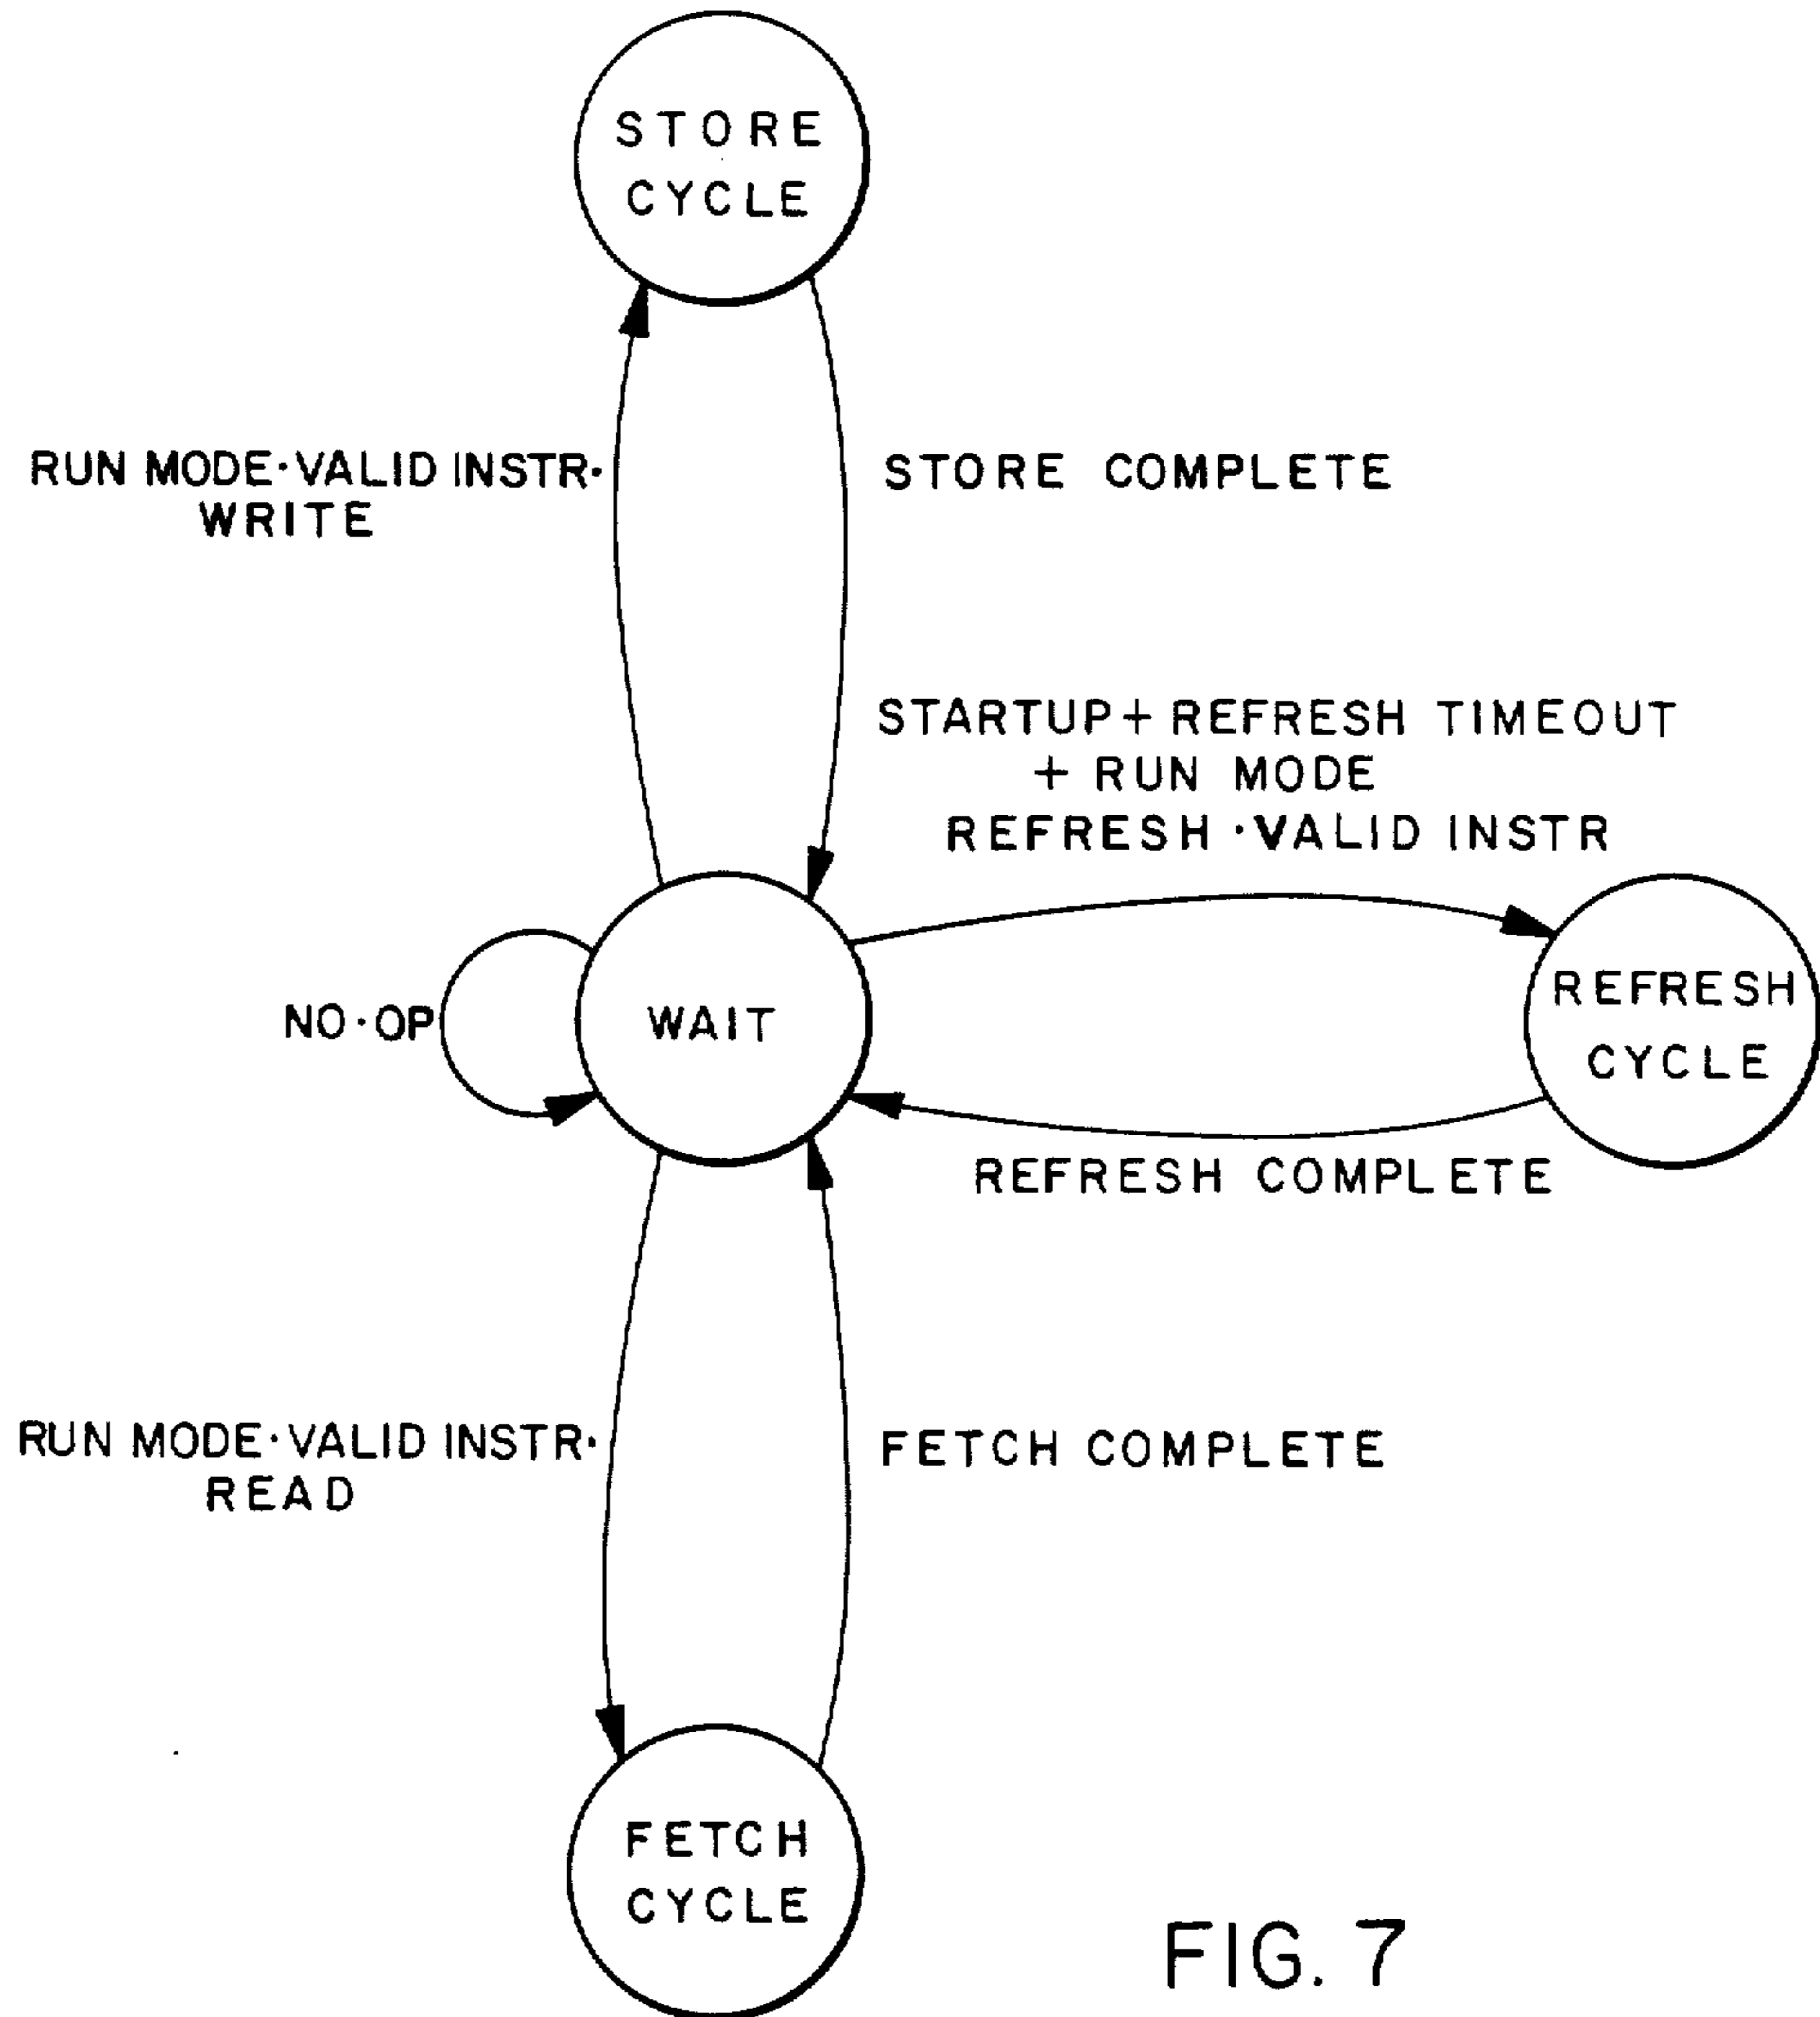 STORE
CYCLE
RUN MODE·VALID INSTR·
WRITE
STORE COMPLETE
STARTUP + REFRESH TIMEOUT
+ RUN MODE
REFRESH ·VALID INSTR
NO·OP
WAIT
REFRESH
CYCLE
REFRESH COMPLETE
RUN MODE·VALID INSTR·
READ
FETCH COMPLETE
FETCH
CYCLE
FIG. 7